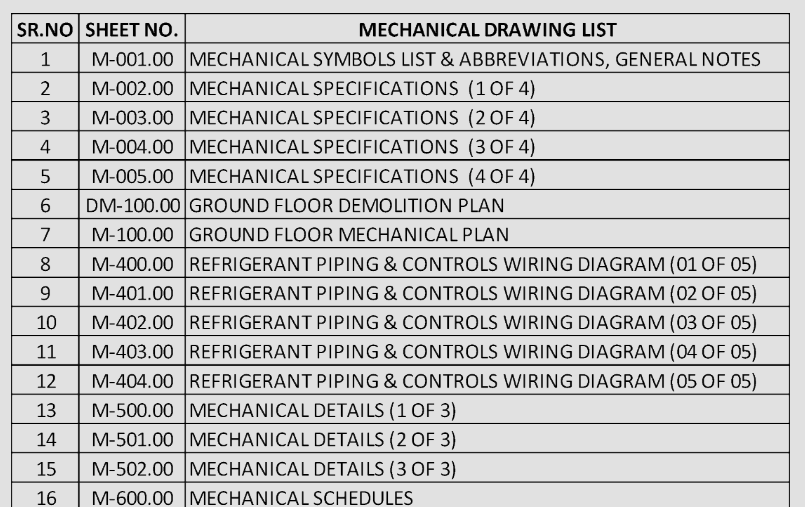 SR.NO SHEET NO. MECHANICAL DRAWING LIST
1 M-001.00 MECHANICAL SYMBOLS LIST & ABBREVIATIONS, GENERAL NOTES
2 M-002.00 MECHANICAL SPECIFICATIONS (1 OF 4)
3 M-003.00 MECHANICAL SPECIFICATIONS (2 OF 4)
4 M-004.00 MECHANICAL SPECIFICATIONS (3 OF 4)
5 M-005.00 MECHANICAL SPECIFICATIONS (4 OF 4)
6 DM-100.00 GROUND FLOOR DEMOLITION PLAN
7 M-100.00 GROUND FLOOR MECHANICAL PLAN
8 M-400.00 REFRIGERANT PIPING & CONTROLS WIRING DIAGRAM (01 OF 05)
9 M-401.00 REFRIGERANT PIPING & CONTROLS WIRING DIAGRAM (02 OF 05)
10 M-402.00 REFRIGERANT PIPING & CONTROLS WIRING DIAGRAM (03 OF 05)
11 M-403.00 REFRIGERANT PIPING & CONTROLS WIRING DIAGRAM (04 OF 05)
12 M-404.00 REFRIGERANT PIPING & CONTROLS WIRING DIAGRAM (05 OF 05)
13 M-500.00 MECHANICAL DETAILS (1 OF 3)
14 M-501.00 MECHANICAL DETAILS (2 OF 3)
15 M-502.00 MECHANICAL DETAILS (3 OF 3)
16 M-600.00 MECHANICAL SCHEDULES